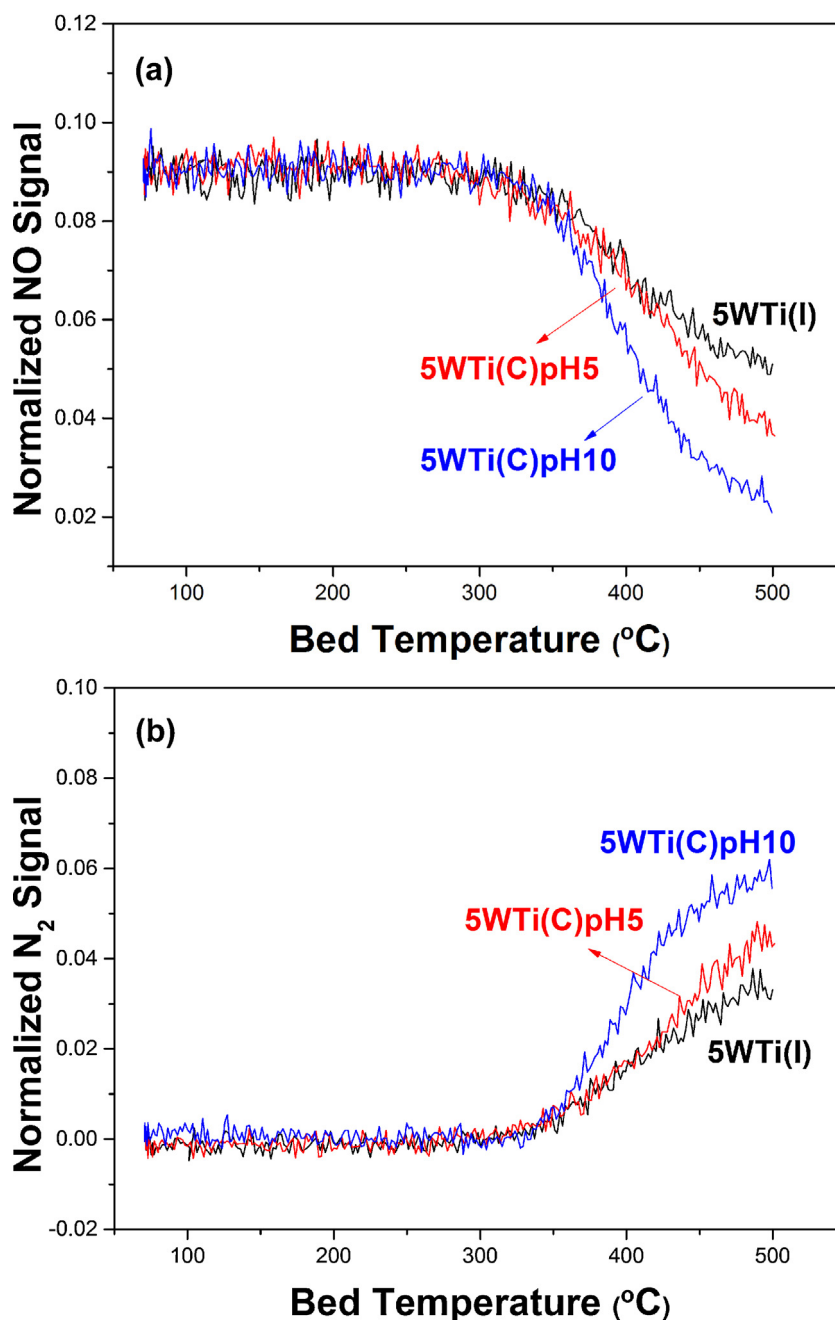 (a)
Normalized NO Signal
0.12
0.10
0.08
0.06
0.04
0.02
5WTi(I)
5WTi(C)pH5
5WTi(C)pH10
100
200
300
400
500
Bed Temperature (ºC)
(b)
Normalized N₂ Signal
0.10
0.08
0.06
0.04
0.02
0.00
-0.02
5WTi(C)pH10
5WTi(C)pH5
5WTi(I)
100
200
300
400
500
Bed Temperature (ºC)